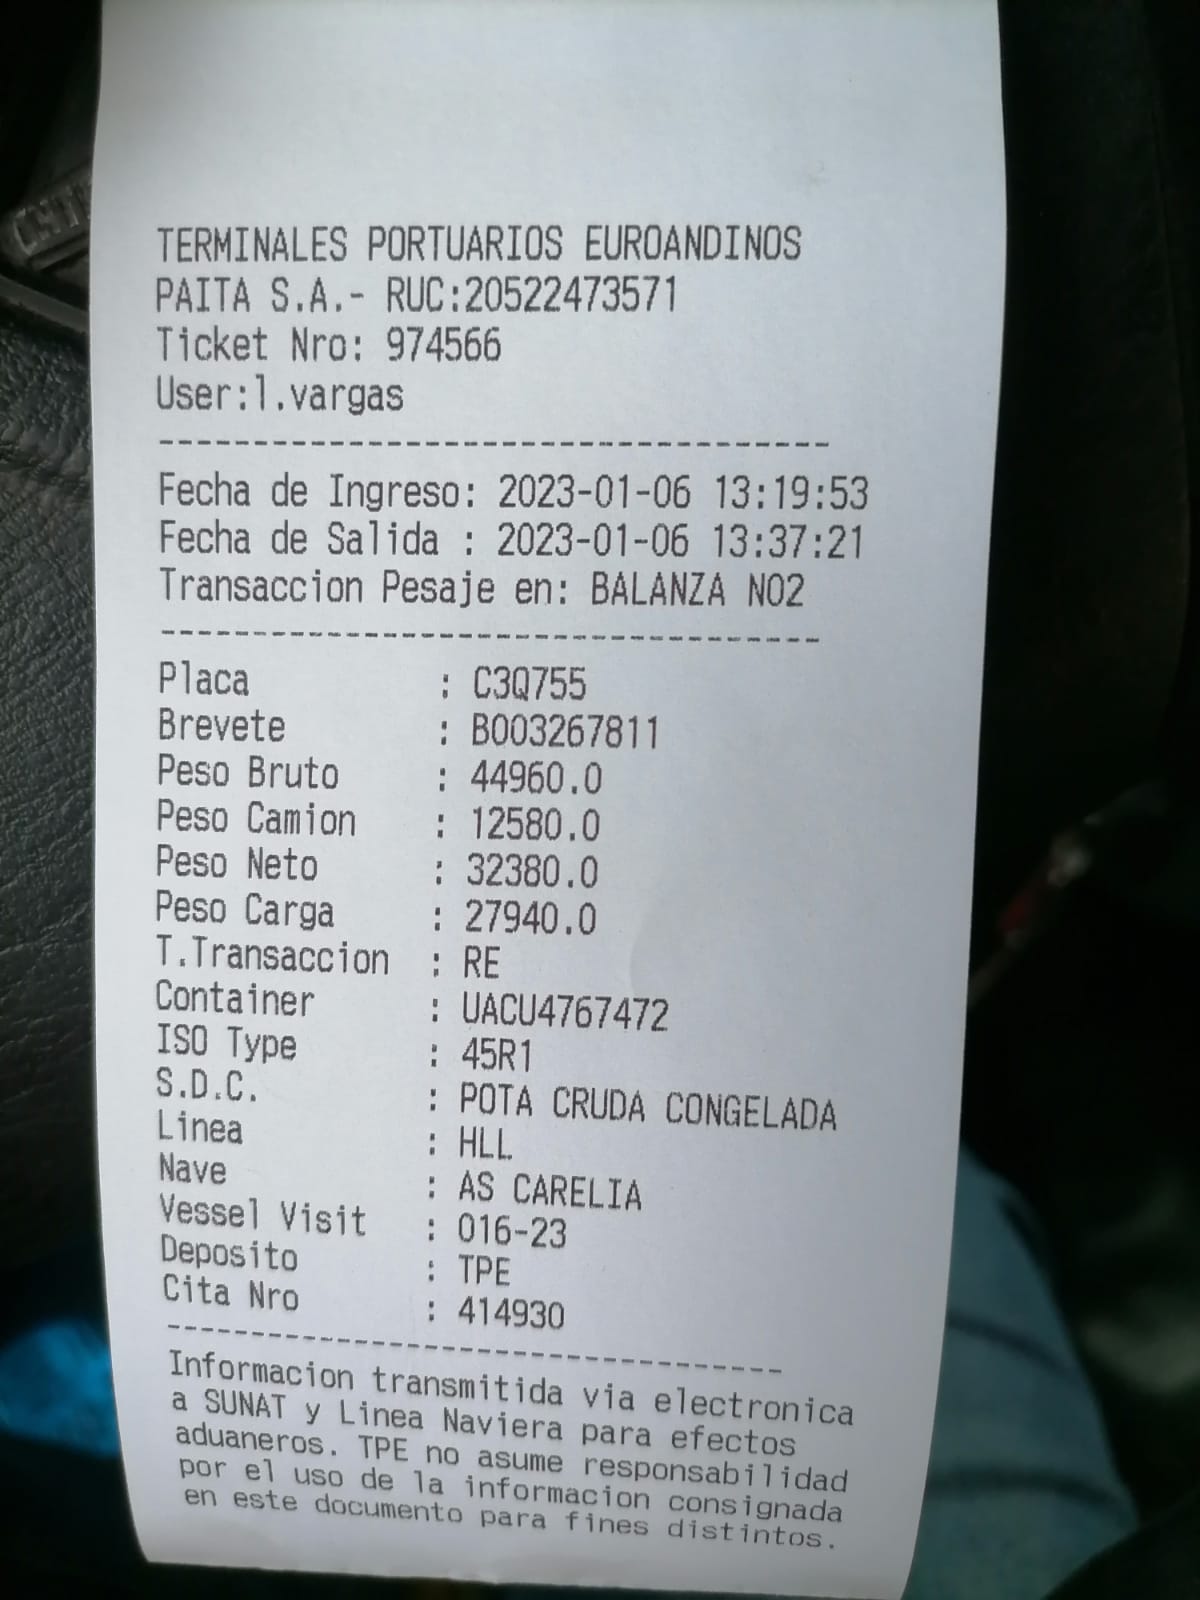 TERMINALES PORTUARIOS EUROANDINOS
PAITA S.A.- RUC:20522473571
Ticket Nro: 974566
User:l.vargas
-----------------------------------
Fecha de Ingreso: 2023-01-06 13:19:53
Fecha de Salida : 2023-01-06 13:37:21
Transaccion Pesaje en: BALANZA NO2
-----------------------------------
Placa : C3Q755
Brevete : B003267811
Peso Bruto : 44960.0
Peso Camion : 12580.0
Peso Neto : 32380.0
Peso Carga : 27940.0
T.Transaccion : RE
Container : UACU4767472
ISO Type : 45R1
S.D.C. : POTA CRUDA CONGELADA
Linea : HLL
Nave : AS CARELIA
Vessel Visit : 016-23
Deposito : TPE
Cita Nro : 414930
-----------------------------------
Informacion transmitida via electronica
a SUNAT y Linea Naviera para efectos
aduaneros. TPE no asume responsabilidad
por el uso de la informacion consignada
en este documento para fines distintos.